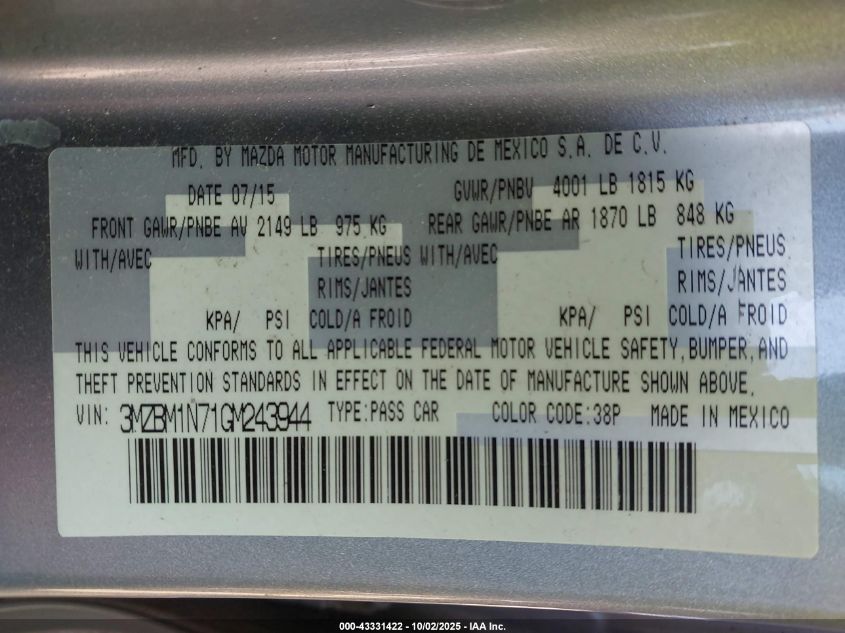 MFD. BY MAZDA MOTOR MANUFACTURING DE MEXICO S.A. DE C.V.
DATE 07/15 GVWR/PNBV 4001 LB 1815 KG
FRONT GAWR/PNBE AV 2149 LB 975 KG REAR GAWR/PNBE AR 1870 LB 848 KG
WITH/AVEC TIRES/PNEUS WITH/AVEC TIRES/PNEUS
RIMS/JANTES RIMS/JANTES
KPA/ PSI COLD/A FROID KPA/ PSI COLD/A FROID
THIS VEHICLE CONFORMS TO ALL APPLICABLE FEDERAL MOTOR VEHICLE SAFETY, BUMPER, AND
THEFT PREVENTION STANDARDS IN EFFECT ON THE DATE OF MANUFACTURE SHOWN ABOVE.
VIN: 3MZBM1N71GM243944 TYPE:PASS CAR COLOR CODE:38P MADE IN MEXICO
000-43331422 - 10/02/2025 - IAA Inc.